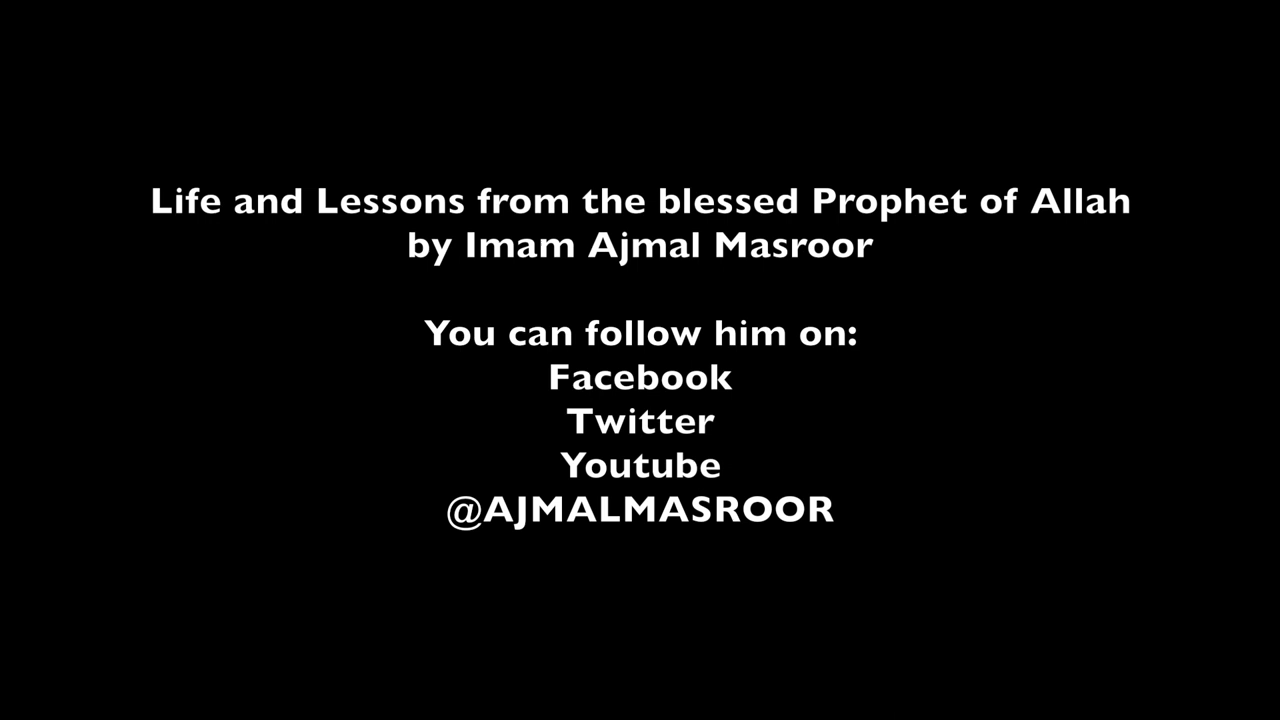 Life and Lessons from the blessed Prophet of Allah
by Imam Ajmal Masroor
You can follow him on:
Facebook
Twitter
Youtube
@AJMALMASROOR